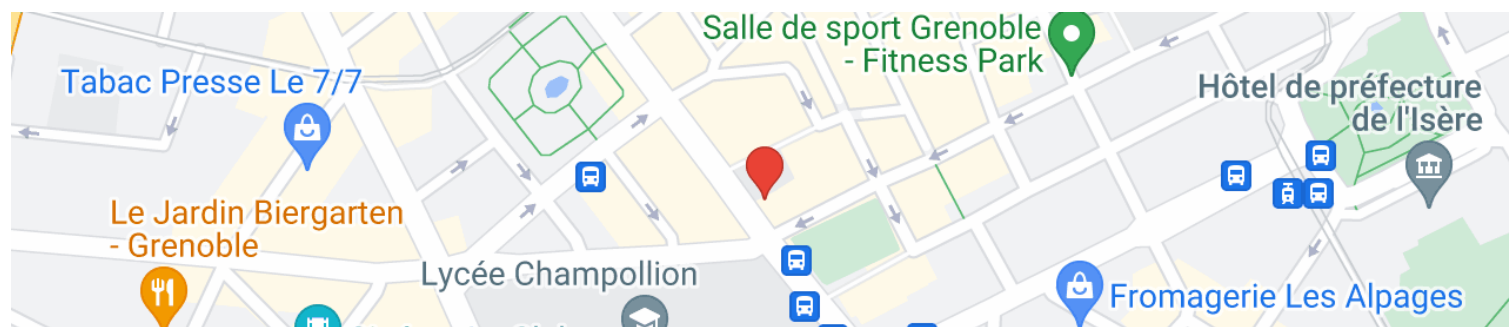 Salle de sport Grenoble
- Fitness Park
Tabac Presse Le 7/7
Hôtel de préfecture
de l'Isère
Le Jardin Biergarten
- Grenoble
Lycée Champollion
Fromagerie Les Alpages